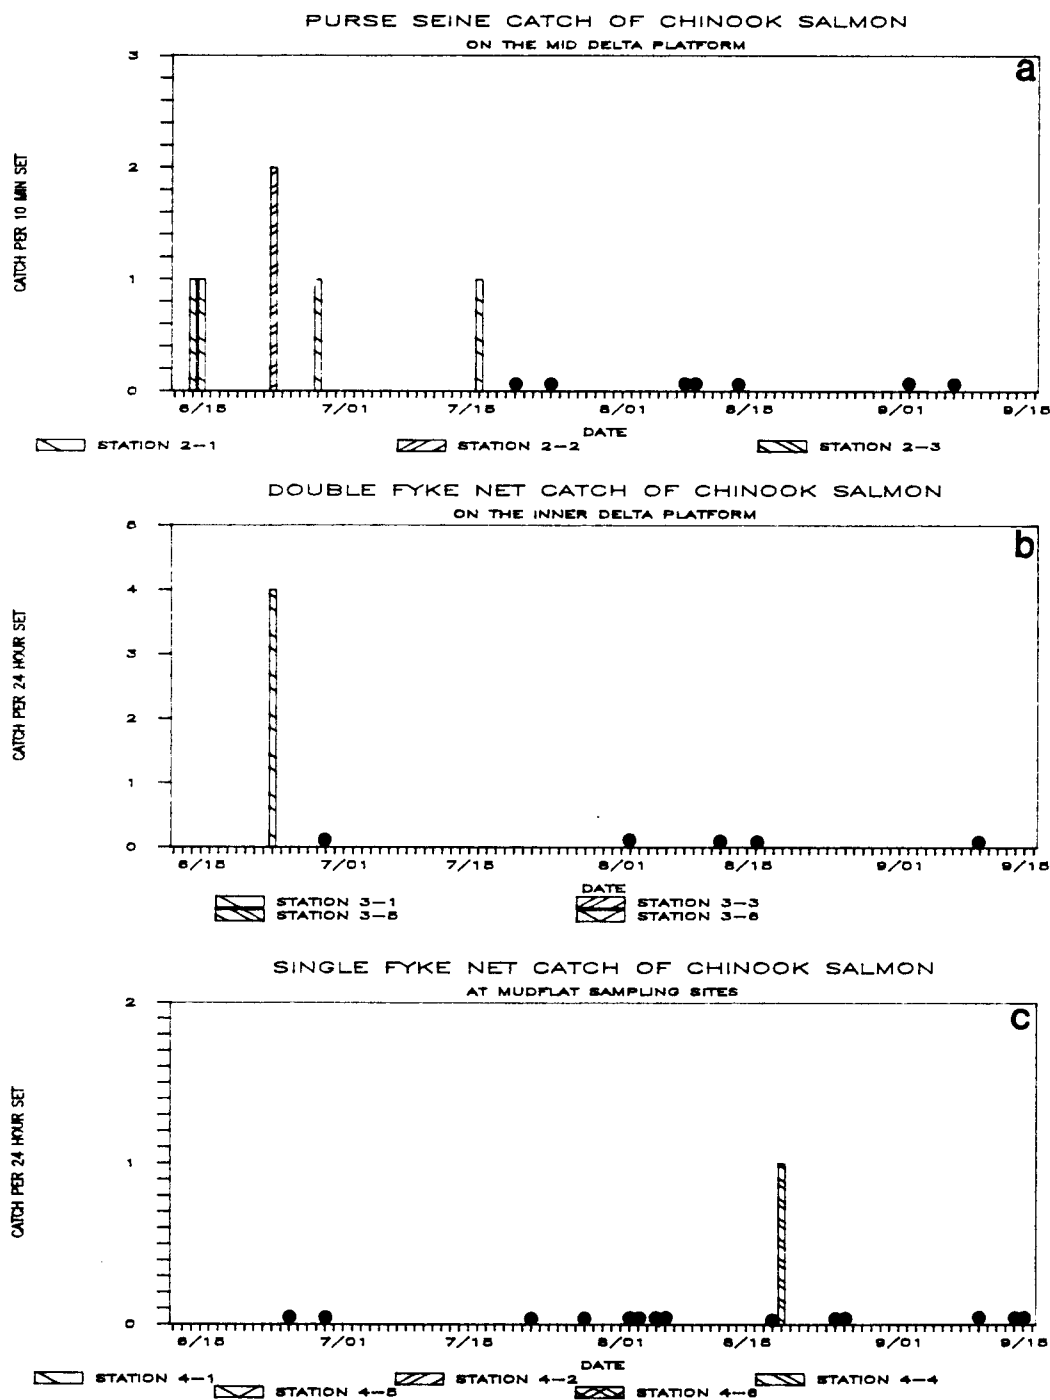 PURSE SEINE CATCH OF CHINOOK SALMON
ON THE MID DELTA PLATFORM
a
CATCH PER 10 MIN SET
3
2
1
0
6/15 7/01 7/15 8/01 8/15 9/01 9/15
DATE
STATION 2-1 STATION 2-2 STATION 2-3
DOUBLE FYKE NET CATCH OF CHINOOK SALMON
ON THE INNER DELTA PLATFORM
b
CATCH PER 24 HOUR SET
5
4
3
2
1
0
6/15 7/01 7/15 8/01 8/15 9/01 9/15
DATE
STATION 3-1 STATION 3-3
STATION 3-5 STATION 3-6
SINGLE FYKE NET CATCH OF CHINOOK SALMON
AT MUDFLAT SAMPLING SITES
c
CATCH PER 24 HOUR SET
2
1
0
6/15 7/01 7/15 8/01 8/15 9/01 9/15
DATE
STATION 4-1 STATION 4-2 STATION 4-4
STATION 4-5 STATION 4-6